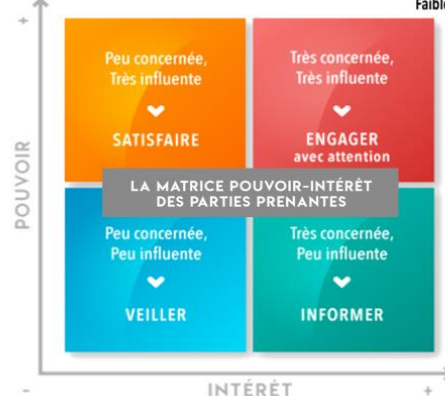 Faible
+
Peu concernée,
Très influente
SATISFAIRE
Très concernée,
Très influente
ENGAGER
avec attention
POUVOIR
LA MATRICE POUVOIR-INTÉRÊT
DES PARTIES PRENANTES
Peu concernée,
Peu influente
VEILLER
Très concernée,
Peu influente
INFORMER
-
INTÉRÊT
+